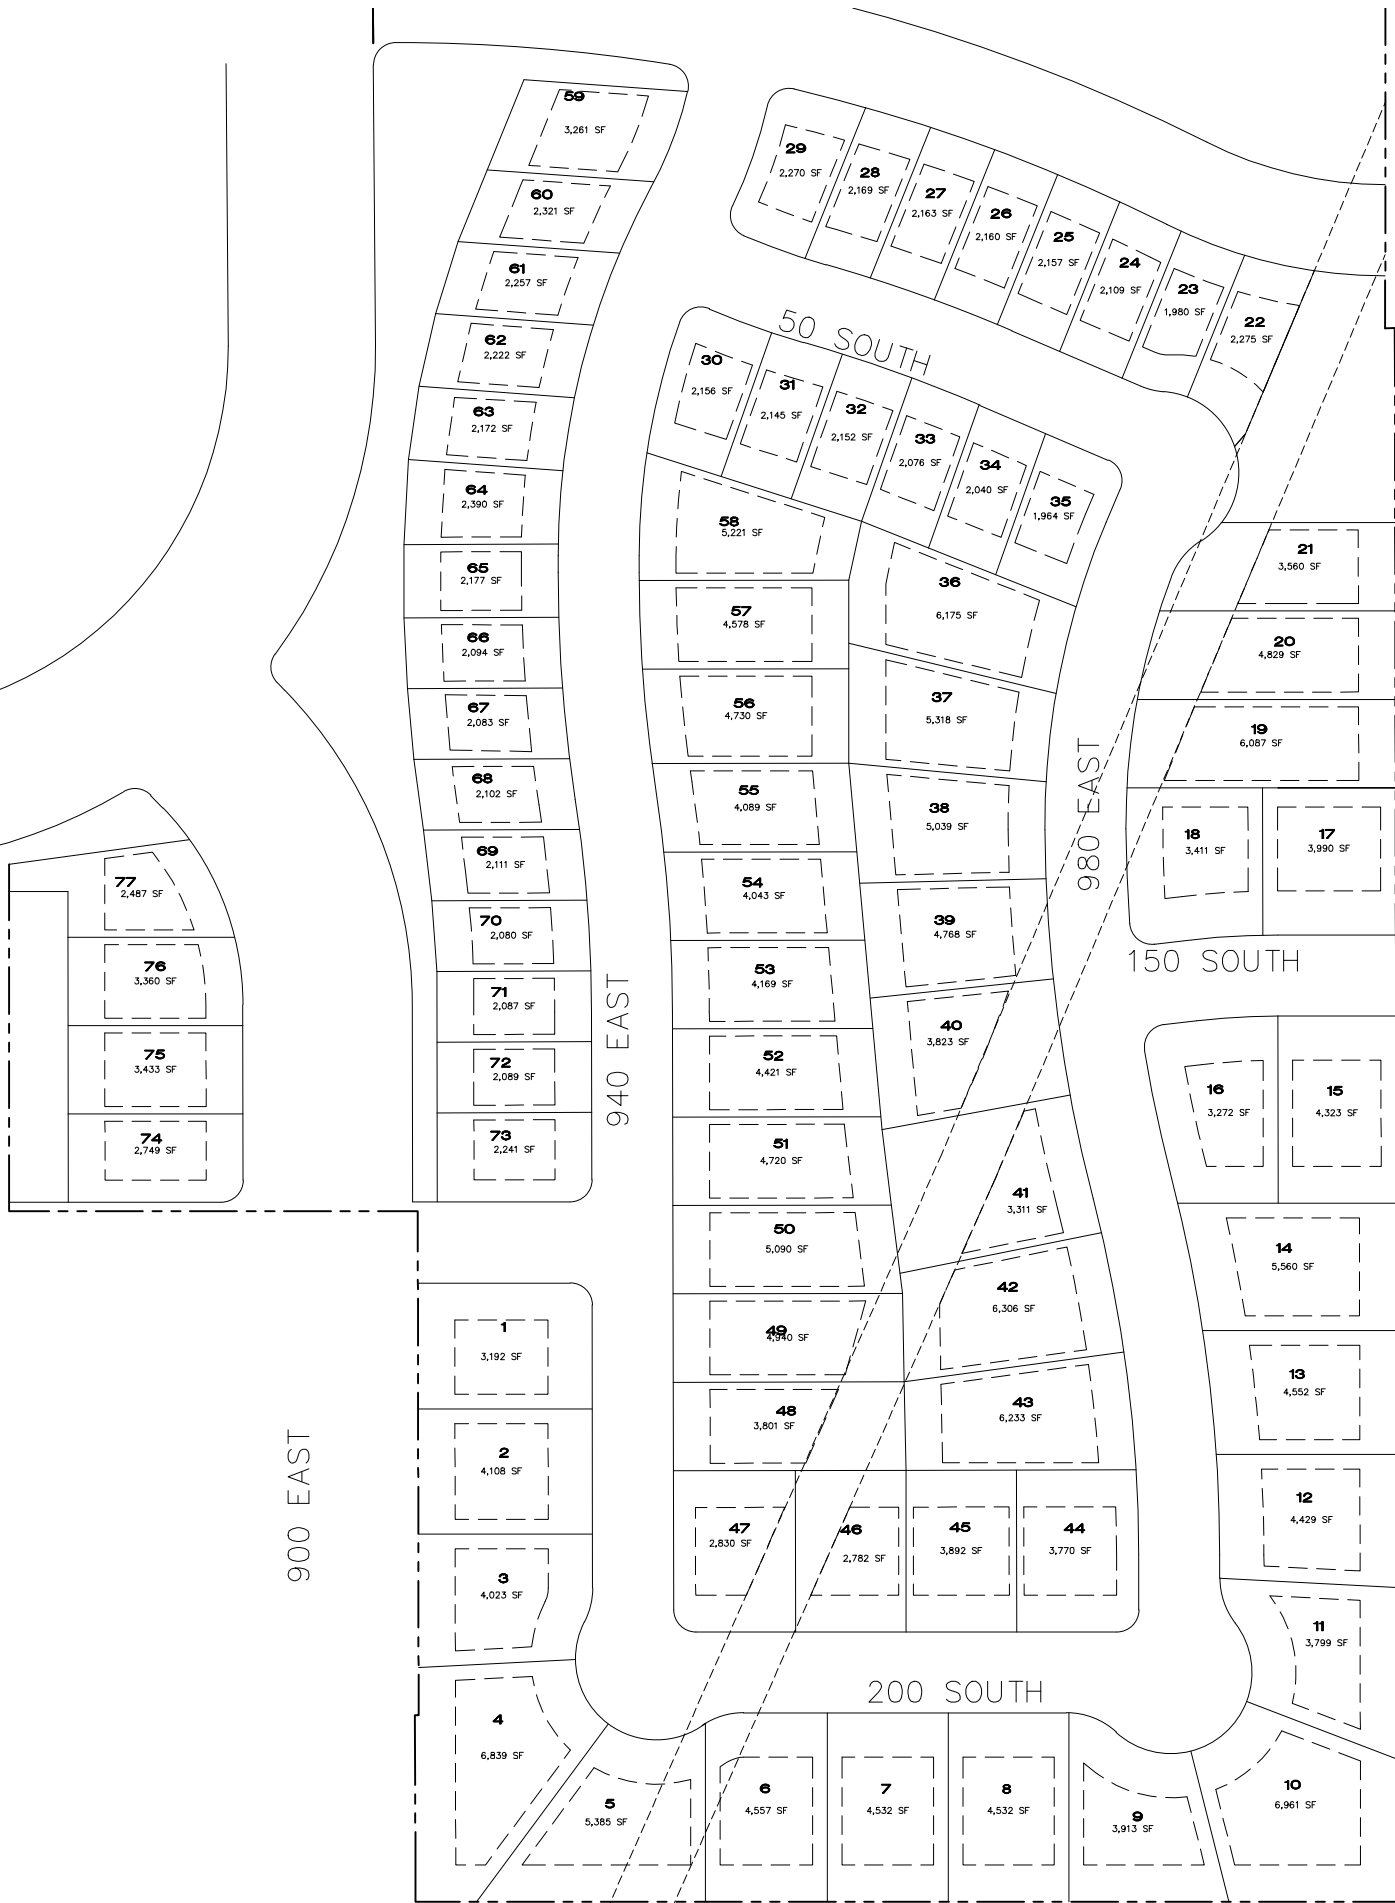 59
3,261 SF
60
2,321 SF
61
2,257 SF
62
2,222 SF
63
2,172 SF
64
2,390 SF
65
2,177 SF
66
2,094 SF
67
2,083 SF
68
2,102 SF
69
2,111 SF
70
2,080 SF
71
2,087 SF
72
2,089 SF
73
2,241 SF
29
2,270 SF
28
2,169 SF
27
2,163 SF
26
2,160 SF
25
2,157 SF
24
2,109 SF
23
1,980 SF
22
2,275 SF
50 SOUTH
30
2,156 SF
31
2,145 SF
32
2,152 SF
33
2,076 SF
34
2,040 SF
35
1,964 SF
58
5,221 SF
57
4,578 SF
56
4,730 SF
55
4,089 SF
54
4,043 SF
53
4,169 SF
52
4,421 SF
51
4,720 SF
50
5,090 SF
49
4,940 SF
48
3,801 SF
36
6,175 SF
37
5,318 SF
38
5,039 SF
39
4,768 SF
40
3,823 SF
41
3,311 SF
42
6,306 SF
43
6,233 SF
47
2,830 SF
46
2,782 SF
45
3,892 SF
44
3,770 SF
21
3,560 SF
20
4,829 SF
19
6,087 SF
18
3,411 SF
17
3,990 SF
980 EAST
150 SOUTH
940 EAST
16
3,272 SF
15
4,323 SF
14
5,560 SF
13
4,552 SF
12
4,429 SF
11
3,799 SF
77
2,487 SF
76
3,360 SF
75
3,433 SF
74
2,749 SF
1
3,192 SF
2
4,108 SF
3
4,023 SF
900 EAST
200 SOUTH
4
6,839 SF
5
5,385 SF
6
4,557 SF
7
4,532 SF
8
4,532 SF
9
3,913 SF
10
6,961 SF